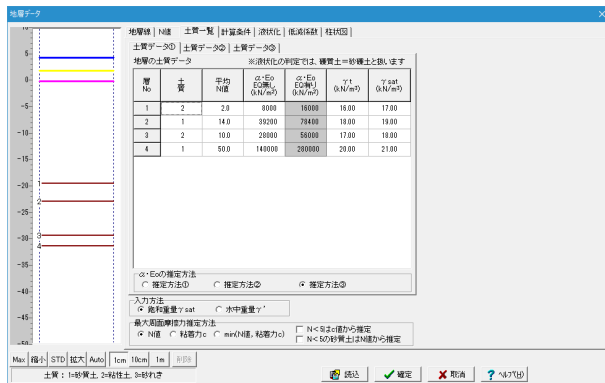 地層データ
地層線 N値 土質一覧 計算条件 液状化 低減係数 柱状図
土質データ① 土質データ② 土質データ③
地層の土質データ ※液状化の判定では、礫質土=砂礫土と扱います
層No 土質 平均N値 α・Eo EQ無し (kN/m²) α・Eo EQ有り (kN/m²) γt (kN/m³) γsat (kN/m³)
1 2 2.0 8000 16000 16.00 17.00
2 1 14.0 39200 78400 18.00 19.00
3 2 10.0 28000 56000 17.00 18.00
4 1 50.0 140000 280000 20.00 21.00
10
5
0
-5
-10
-15
-20
-25
-30
-35
-40
-45
-50
1
2
3
4
α・Eoの推定方法
推定方法① 推定方法② 推定方法③
入力方法
飽和重量γsat 水中重量γ'
最大周面摩擦力推定方法
N値 粘着力c min(N値, 粘着力c)
N<5はc値から推定
N<5の砂質土はN値から推定
Max 縮小 STD 拡大 Auto 1cm 10cm 1m 削除
土質：1=砂質土, 2=粘性土, 3=砂れき
読込 確定 取消 ヘルプ(H)